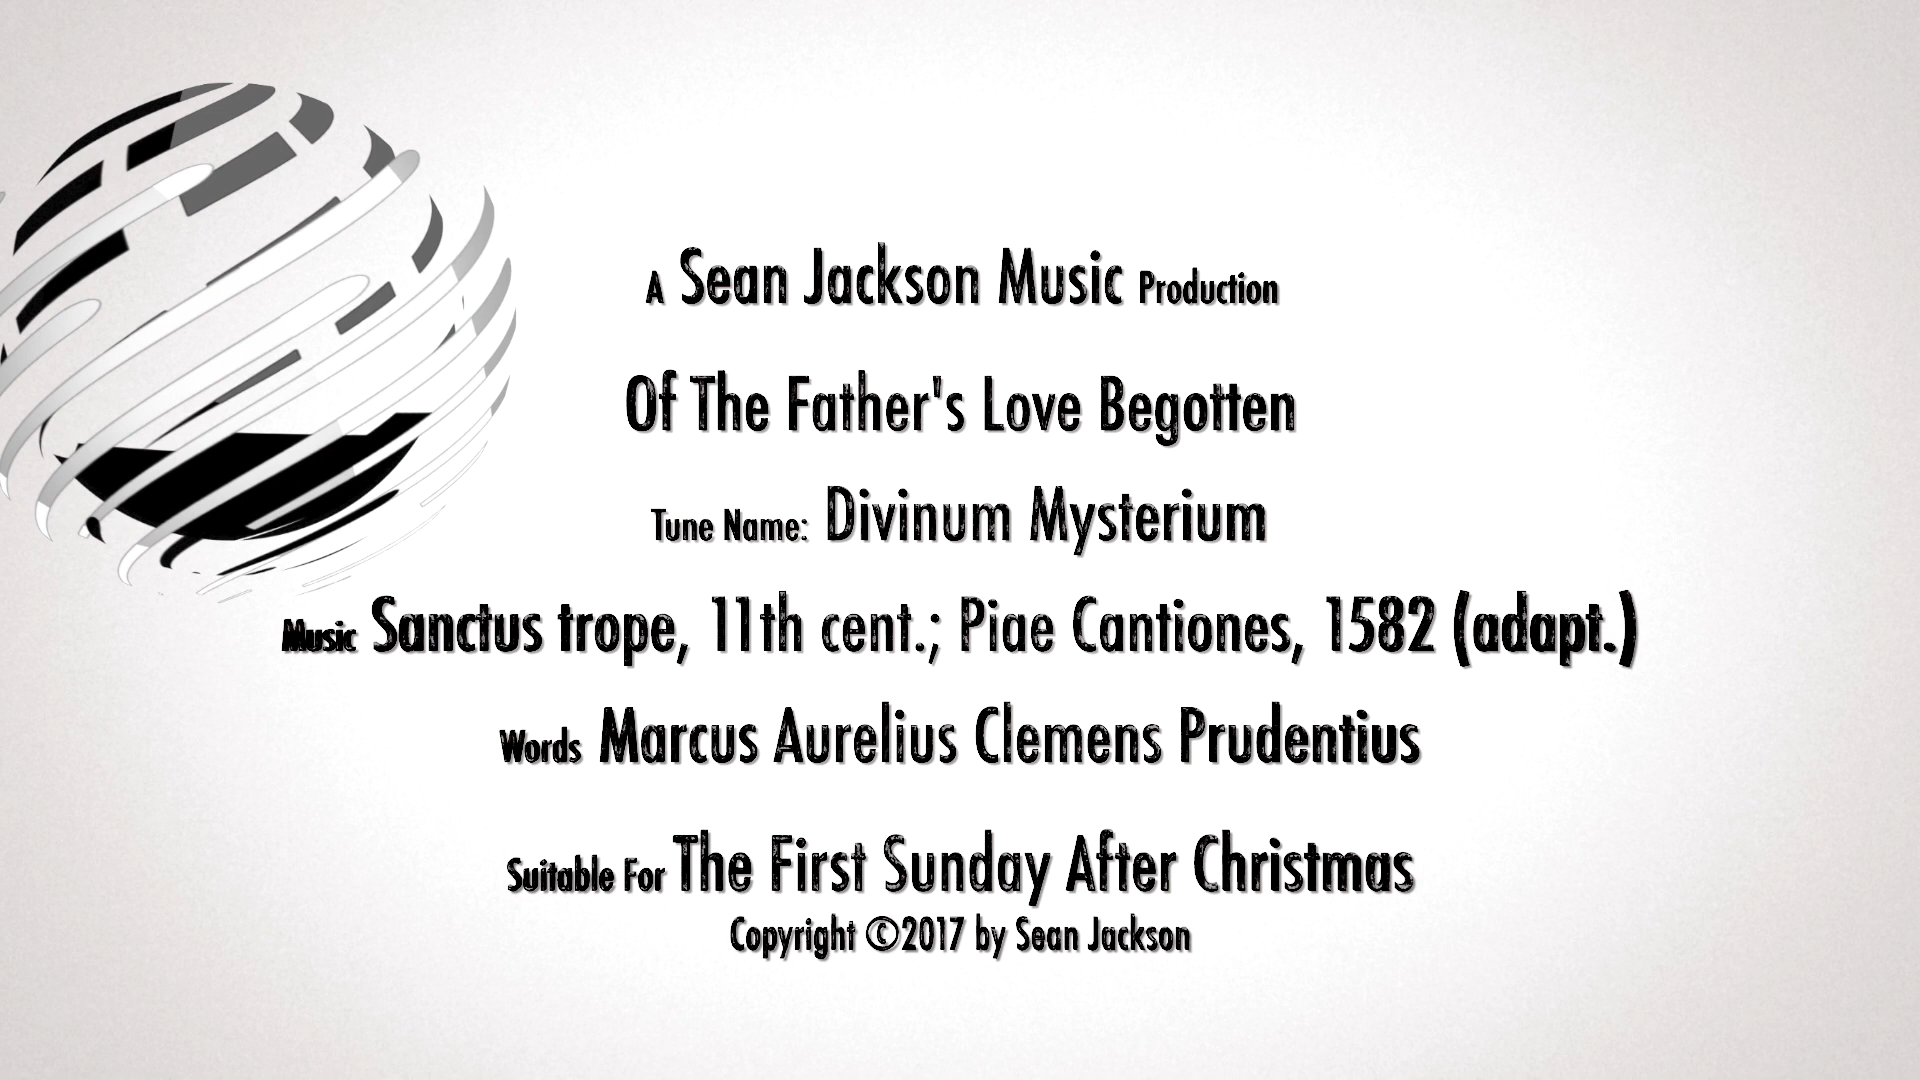 A Sean Jackson Music Production
Of The Father's Love Begotten
Tune Name: Divinum Mysterium
Music Sanctus trope, 11th cent.; Piae Cantiones, 1582 (adapt.)
Words Marcus Aurelius Clemens Prudentius
Suitable For The First Sunday After Christmas
Copyright ©2017 by Sean Jackson